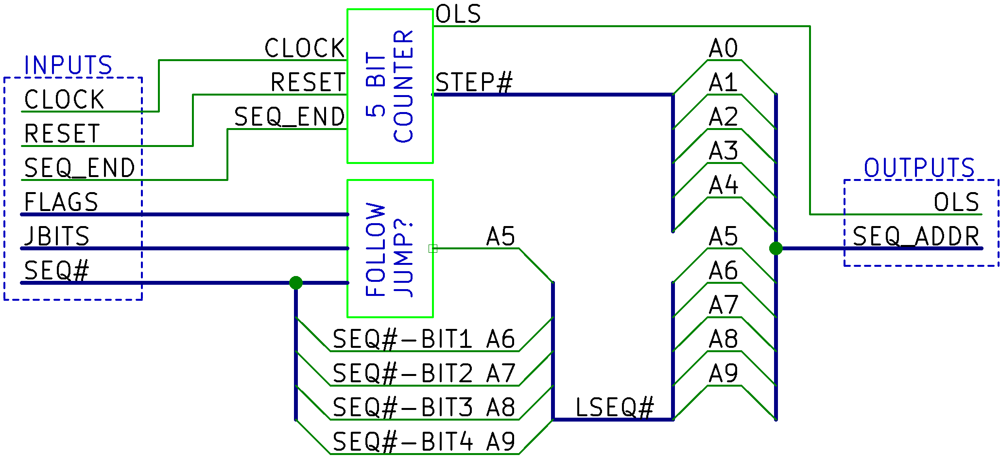 INPUTS
CLOCK
RESET
SEQ_END
FLAGS
JBITS
SEQ#
CLOCK
RESET
SEQ_END
5 BIT
COUNTER
OLS
STEP#
FOLLOW
JUMP?
A5
SEQ#-BIT1 A6
SEQ#-BIT2 A7
SEQ#-BIT3 A8
SEQ#-BIT4 A9
LSEQ#
A0
A1
A2
A3
A4
A5
A6
A7
A8
A9
OUTPUTS
OLS
SEQ_ADDR